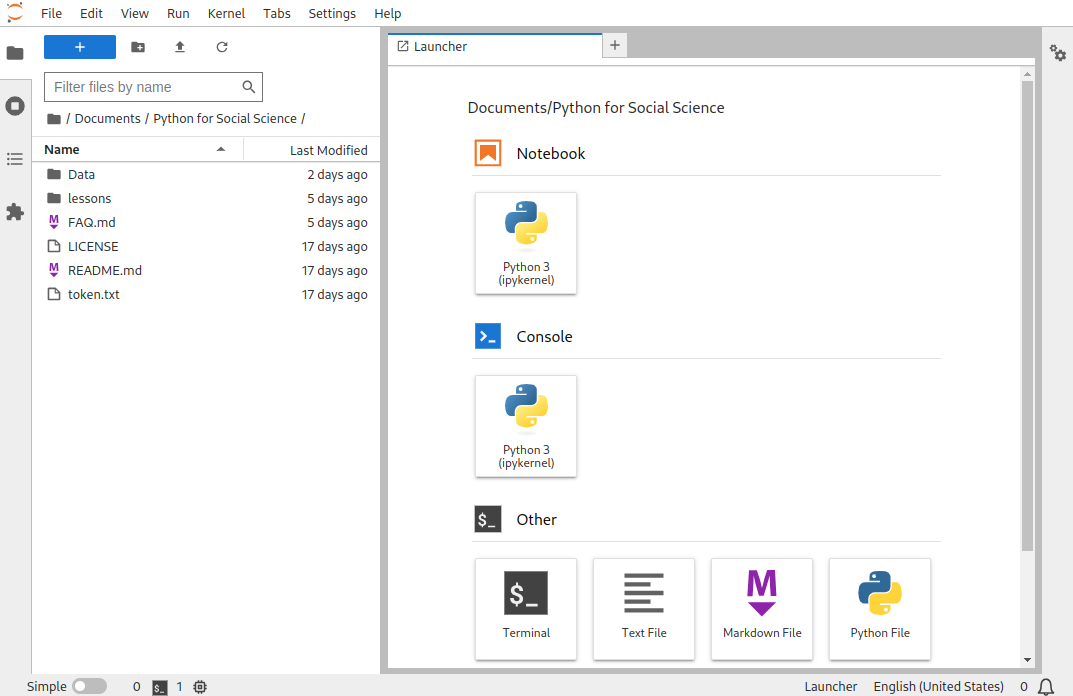 File Edit View Run Kernel Tabs Settings Help
+
Filter files by name
/ Documents / Python for Social Science /
Name Last Modified
Data 2 days ago
lessons 5 days ago
M FAQ.md 5 days ago
LICENSE 17 days ago
M README.md 17 days ago
token.txt 17 days ago
Launcher +
Documents/Python for Social Science
Notebook
Python 3
(ipykernel)
>_ Console
Python 3
(ipykernel)
$_ Other
$_ M
Terminal Text File Markdown File Python File
Simple 0 $_ 1 Launcher English (United States) 0